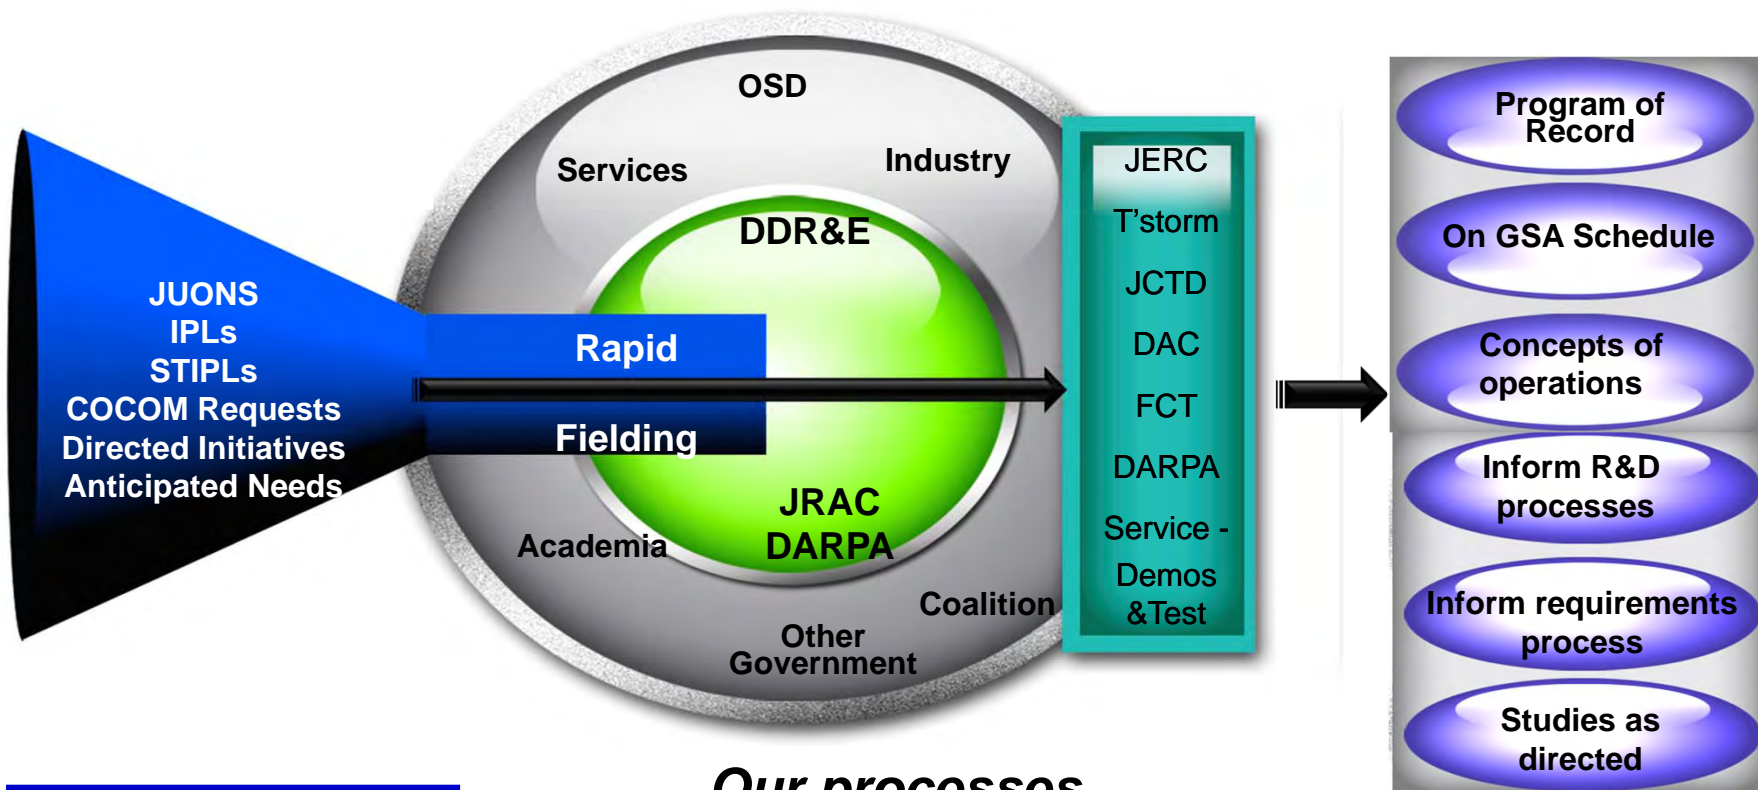 JUONS
IPLs
STIPLs
COCOM Requests
Directed Initiatives
Anticipated Needs
Rapid
Fielding
OSD
Services
Industry
DDR&E
JRAC
DARPA
Academia
Coalition
Other
Government
JERC
T'storm
JCTD
DAC
FCT
DARPA
Service -
Demos
&Test
Program of
Record
On GSA Schedule
Concepts of
operations
Inform R&D
processes
Inform requirements
process
Studies as
directed
Our processes